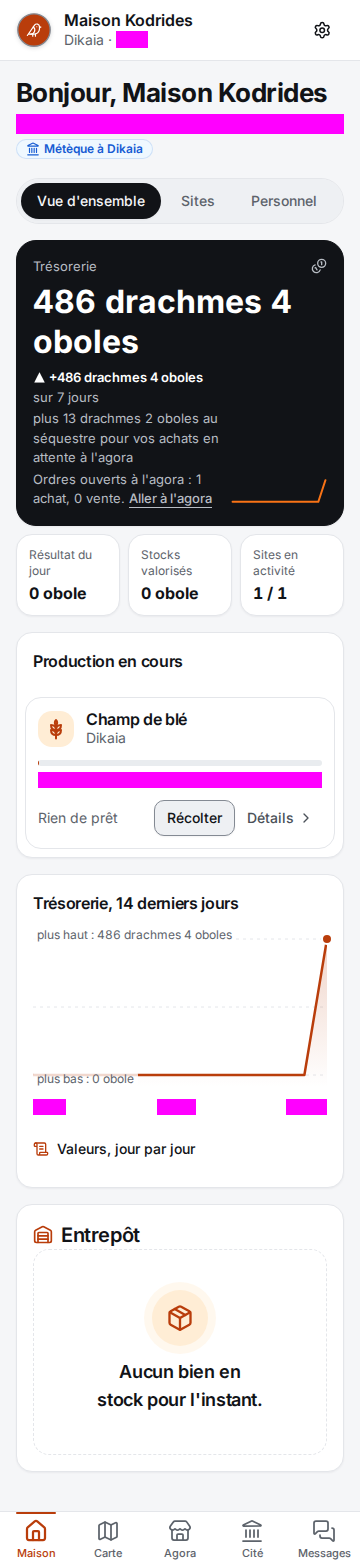 Maison Kodrides
Dikaia ·
Bonjour, Maison Kodrides
Métèque à Dikaia
Vue d'ensemble
Sites
Personnel
Trésorerie
486 drachmes 4
oboles
▲ +486 drachmes 4 oboles
sur 7 jours
plus 13 drachmes 2 oboles au
séquestre pour vos achats en
attente à l'agora
Ordres ouverts à l'agora : 1
achat, 0 vente. Aller à l'agora
Résultat du
jour
0 obole
Stocks
valorisés
0 obole
Sites en
activité
1 / 1
Production en cours
Champ de blé
Dikaia
Rien de prêt
Récolter
Détails
Trésorerie, 14 derniers jours
plus haut : 486 drachmes 4 oboles
plus bas : 0 obole
Valeurs, jour par jour
Entrepôt
Aucun bien en
stock pour l'instant.
Maison
Carte
Agora
Cité
Messages